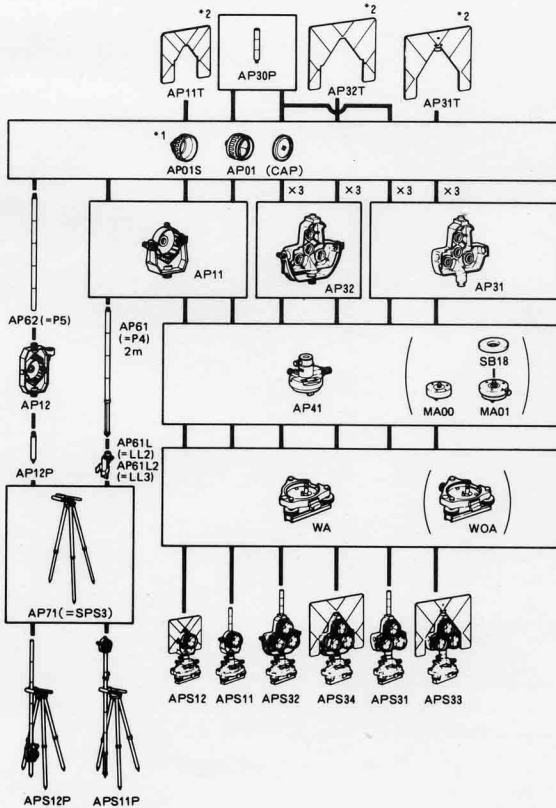 *2
*2
*2
AP11T
AP30P
AP32T
AP31T
*1
AP01S
AP01
(CAP)
×3
×3
×3
×3
AP11
AP32
AP31
AP62(=P5)
AP61
(=P4)
2m
AP12
AP41
SB18
MA00
MA01
AP12P
AP61L
(=LL2)
AP61L2
(=LL3)
WA
WOA
AP71(=SPS3)
APS12
APS11
APS32
APS34
APS31
APS33
APS12P
APS11P